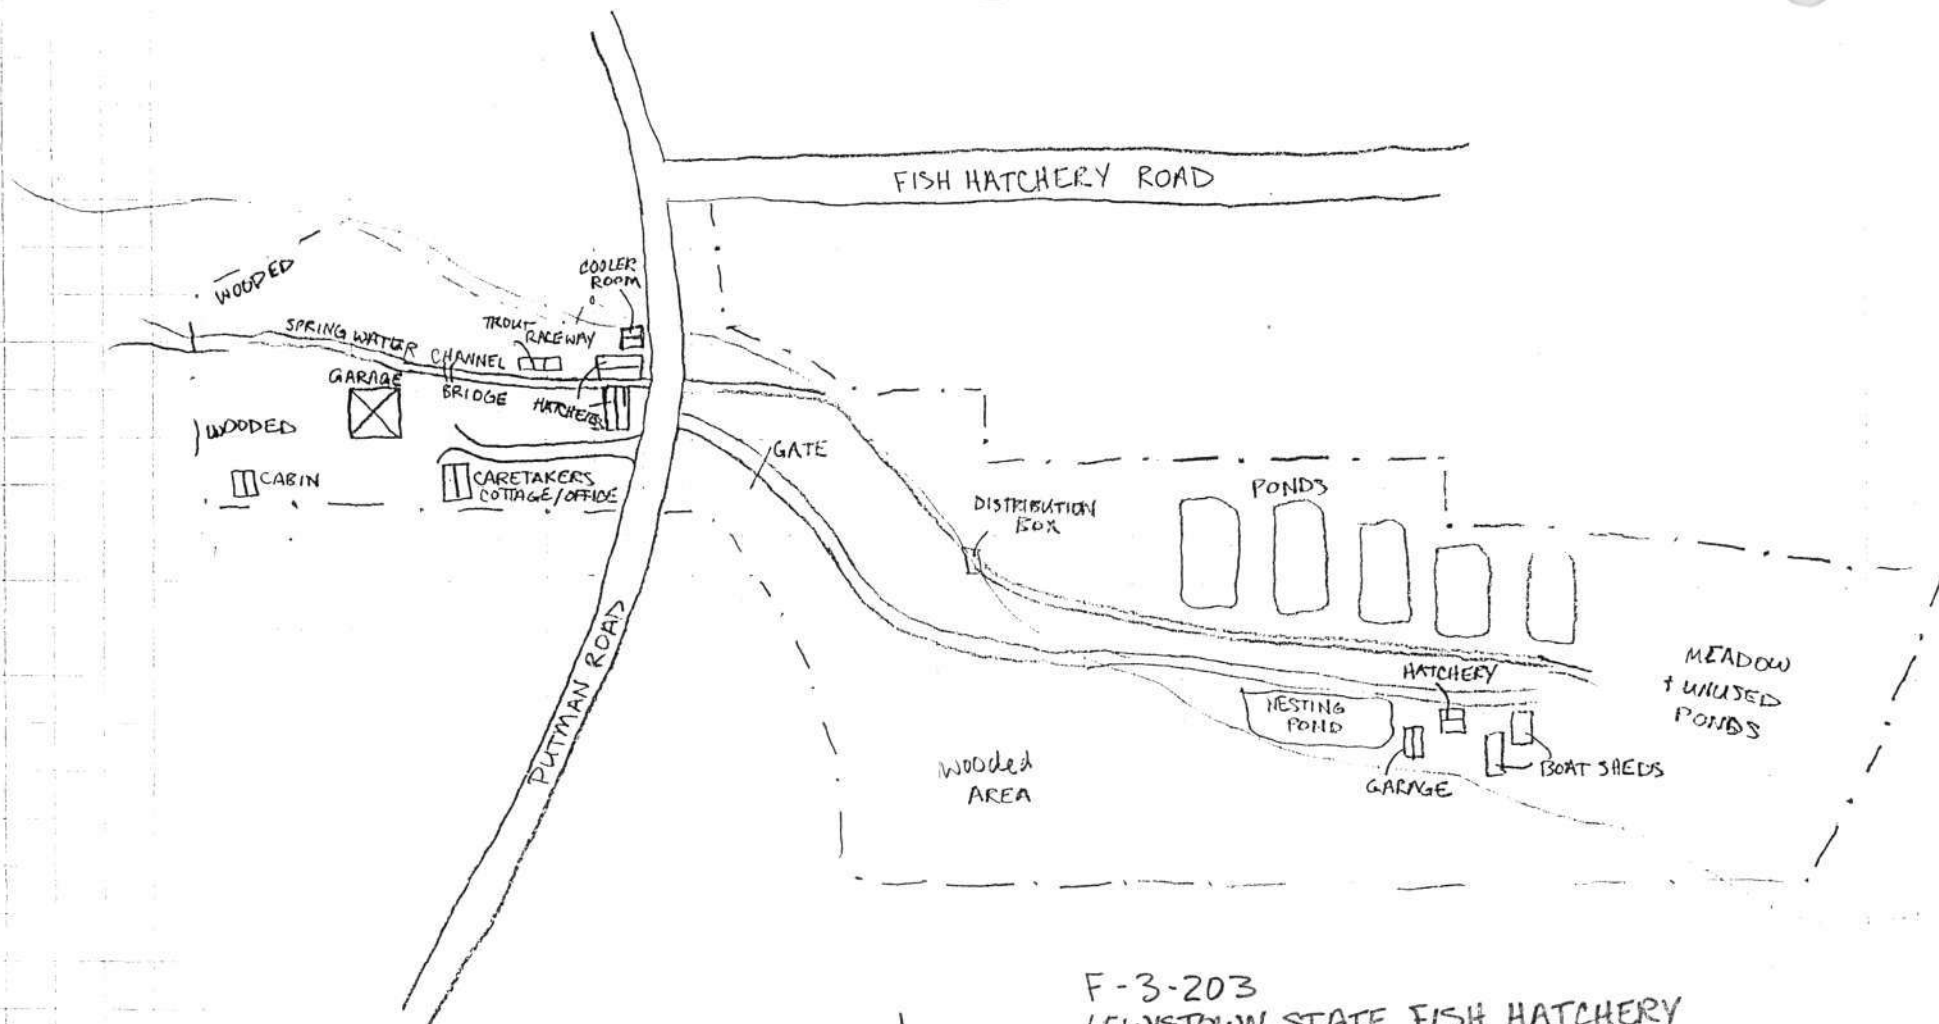 FISH HATCHERY ROAD
WOODED
COOLER
ROOM
SPRING WATER
CHANNEL
TROUT
RACEWAY
GARAGE
BRIDGE
HATCHERY
WOODED
CABIN
CARETAKERS
COTTAGE/OFFICE
GATE
DISTRIBUTION
BOX
PONDS
PUTMAN ROAD
HATCHERY
NESTING
POND
MEADOW
+ UNUSED
PONDS
WOODED
AREA
GARAGE
BOAT SHEDS
F-3-203
LEWISTOWN STATE FISH HATCHERY